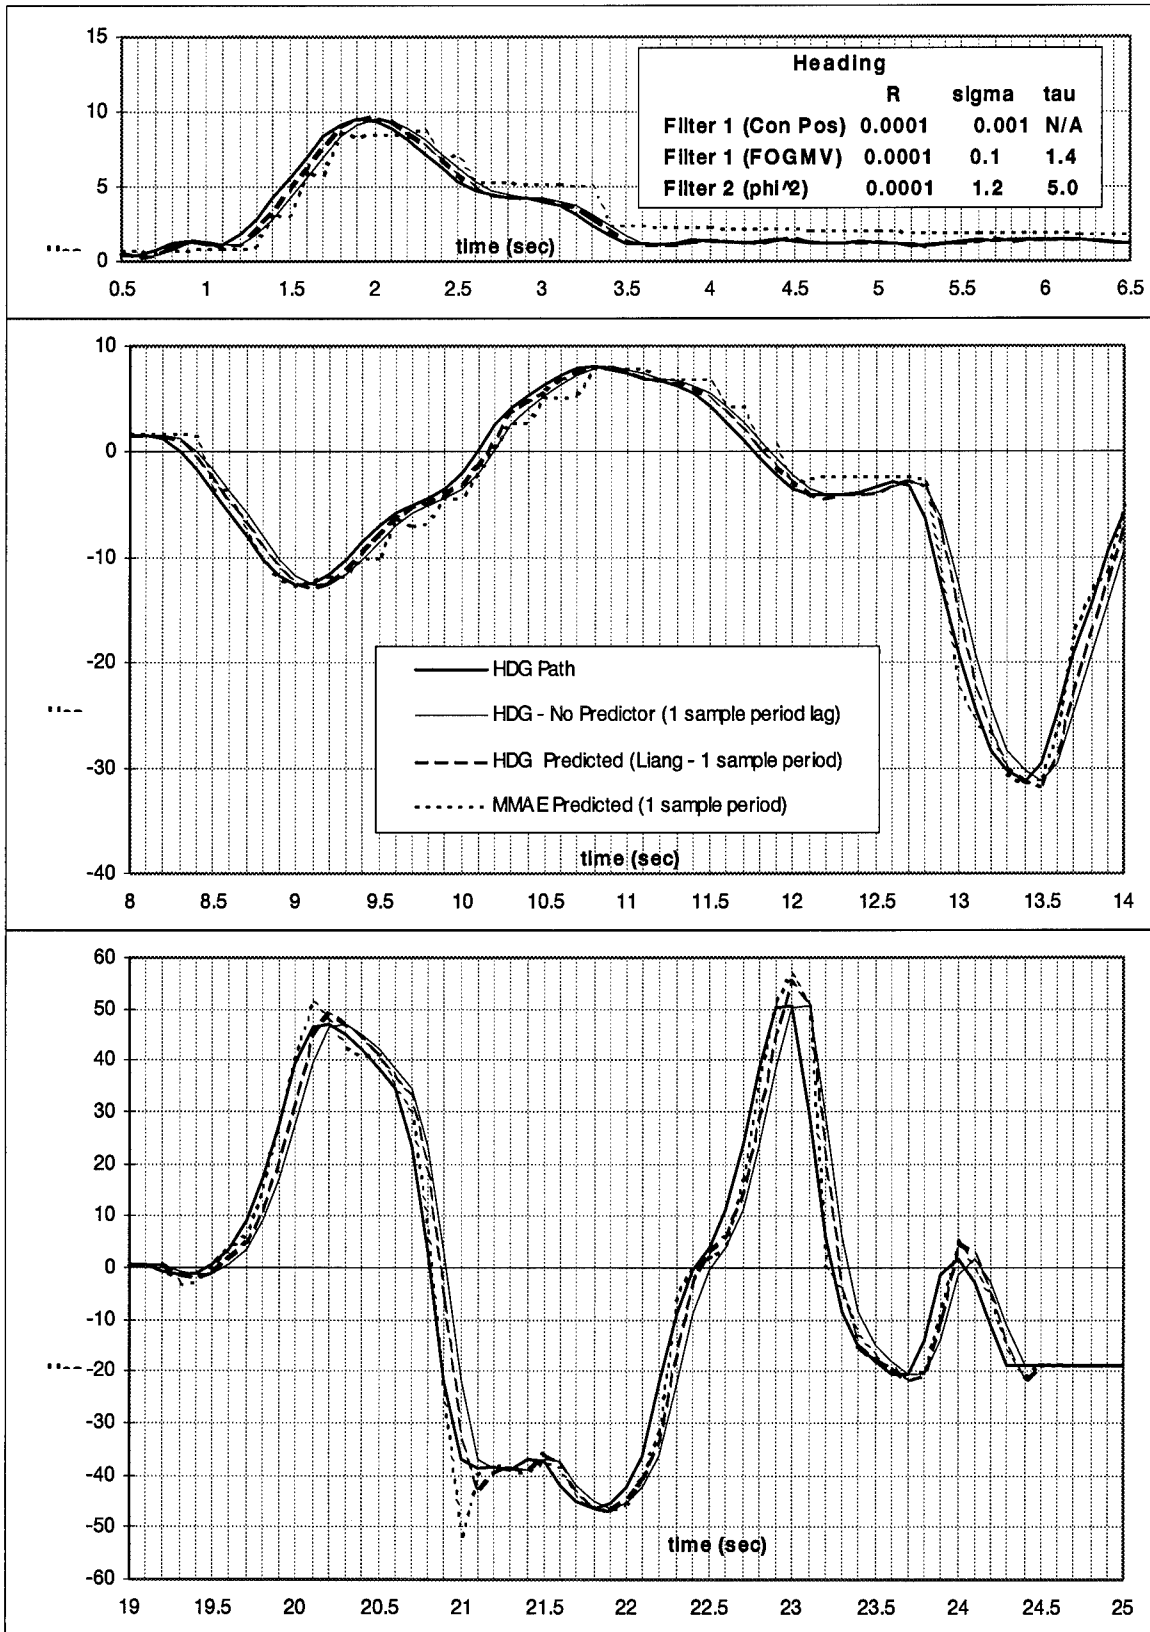 15
10
5
0
Heading
R sigma tau
Filter 1 (Con Pos) 0.0001 0.001 N/A
Filter 1 (FOGMV) 0.0001 0.1 1.4
Filter 2 (phi^2) 0.0001 1.2 5.0
time (sec)
0.5 1 1.5 2 2.5 3 3.5 4 4.5 5 5.5 6 6.5
10
0
-10
-20
-30
-40
HDG Path
HDG - No Predictor (1 sample period lag)
HDG Predicted (Liang - 1 sample period)
MMAE Predicted (1 sample period)
time (sec)
8 8.5 9 9.5 10 10.5 11 11.5 12 12.5 13 13.5 14
60
50
40
30
20
10
0
-10
-20
-30
-40
-50
-60
time (sec)
19 19.5 20 20.5 21 21.5 22 22.5 23 23.5 24 24.5 25